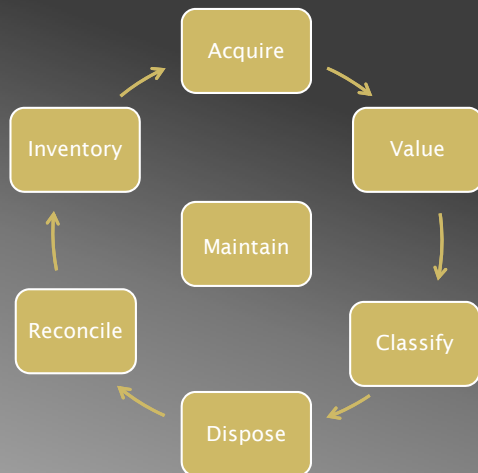 Acquire
Value
Classify
Dispose
Reconcile
Inventory
Maintain